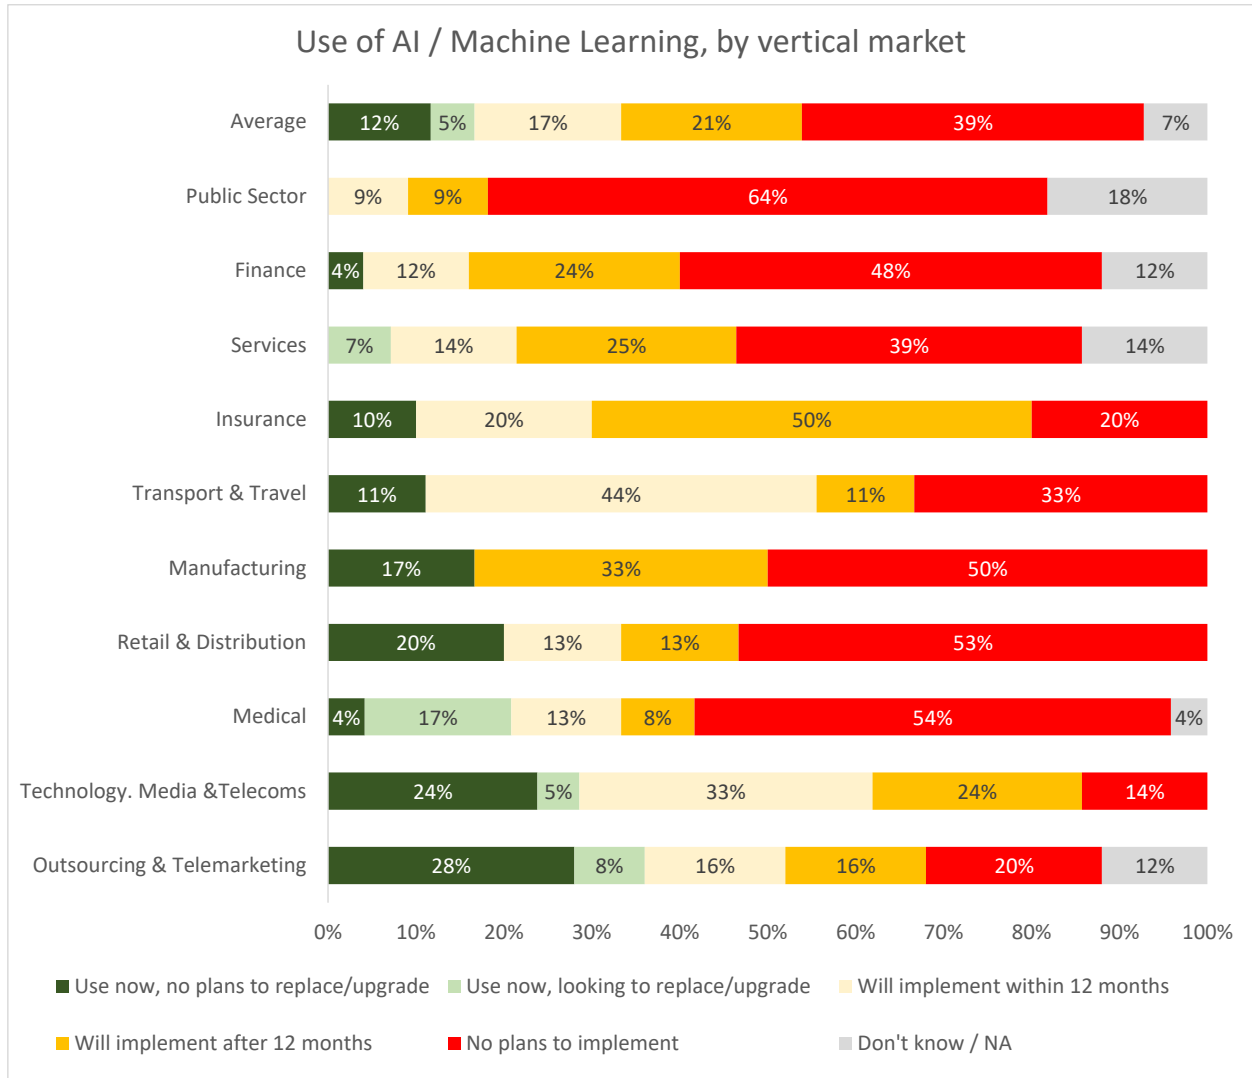 Use of AI / Machine Learning, by vertical market
Average 12% 5% 17% 21% 39% 7%
Public Sector 9% 9% 64% 18%
Finance 4% 12% 24% 48% 12%
Services 7% 14% 25% 39% 14%
Insurance 10% 20% 50% 20%
Transport & Travel 11% 44% 11% 33%
Manufacturing 17% 33% 50%
Retail & Distribution 20% 13% 13% 53%
Medical 4% 17% 13% 8% 54% 4%
Technology. Media &Telecoms 24% 5% 33% 24% 14%
Outsourcing & Telemarketing 28% 8% 16% 16% 20% 12%
0% 10% 20% 30% 40% 50% 60% 70% 80% 90% 100%
Use now, no plans to replace/upgrade Use now, looking to replace/upgrade Will implement within 12 months
Will implement after 12 months No plans to implement Don't know / NA